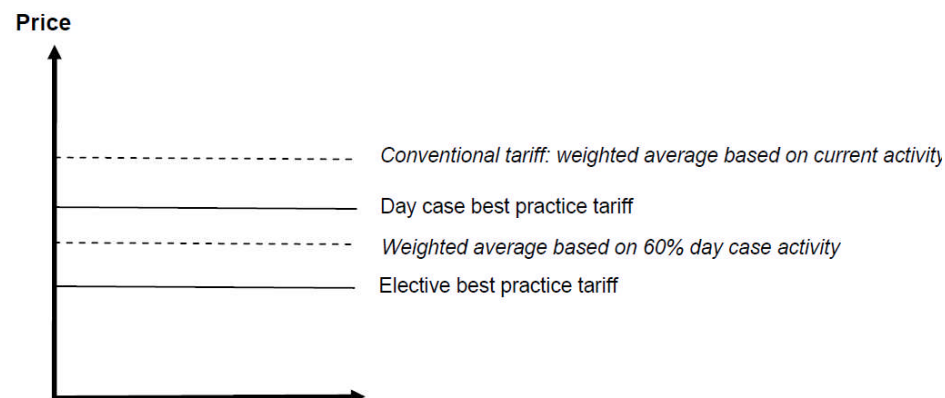 Price
Conventional tariff: weighted average based on current activity
Day case best practice tariff
Weighted average based on 60% day case activity
Elective best practice tariff